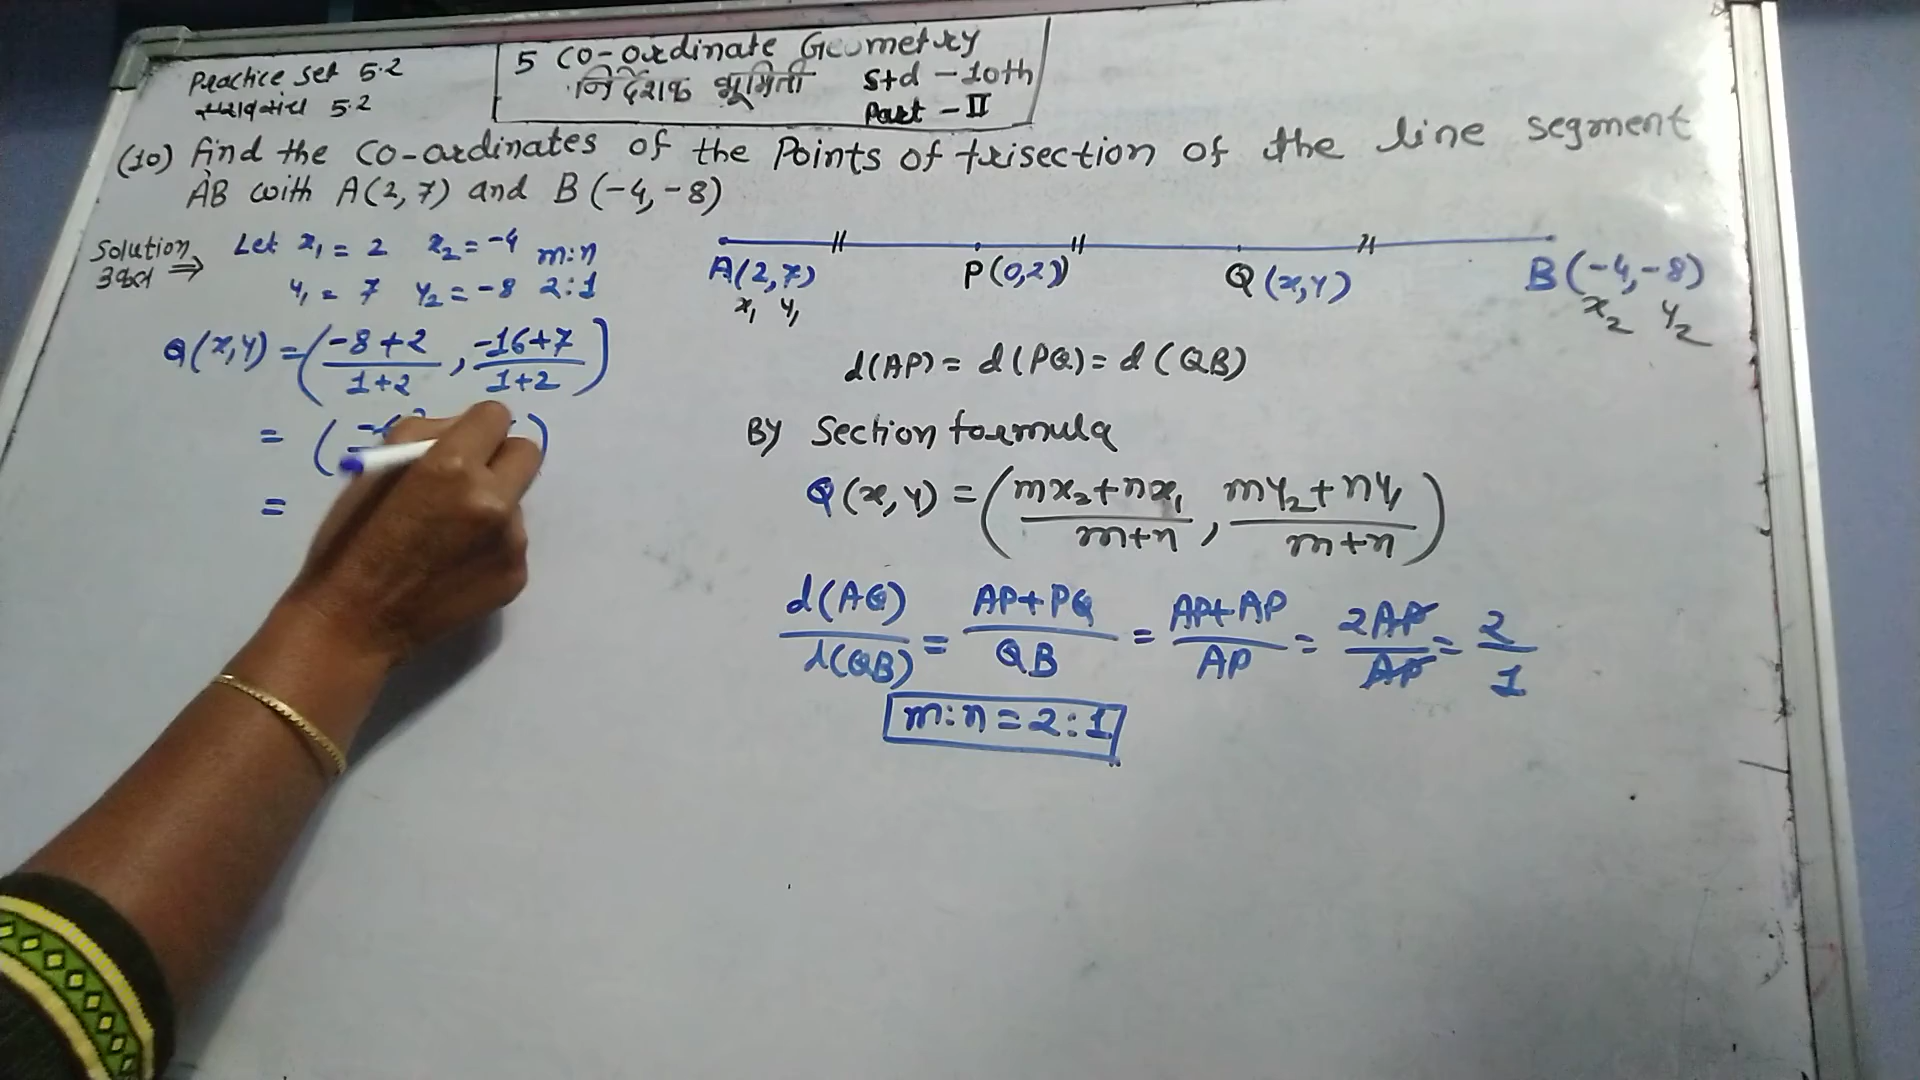 Practice Set 5.2
सरावसंच 5.2
5 Co-ordinate Geometry
निर्देशक भूमिती Std - 10th
Part - II
(10) Find the Co-ordinates of the Points of trisection of the line segment
AB with A(2, 7) and B(-4, -8)
Solution ⇒ Let x₁ = 2 x₂ = -4 m:n
y₁ = 7 y₂ = -8 2:1
Q(x,y) = (-8+2/1+2, -16+7/1+2)
= (
=
A(2,7) P(0,2) Q(x,y) B(-4,-8)
x₁ y₁ x₂ y₂
d(AP) = d(PQ) = d(QB)
By Section formula
Q(x,y) = (mx₂+nx₁/m+n, my₂+ny₁/m+n)
d(AQ)/d(QB) = AP+PQ/QB = AP+AP/AP = 2AP/AP = 2/1
m:n = 2:1